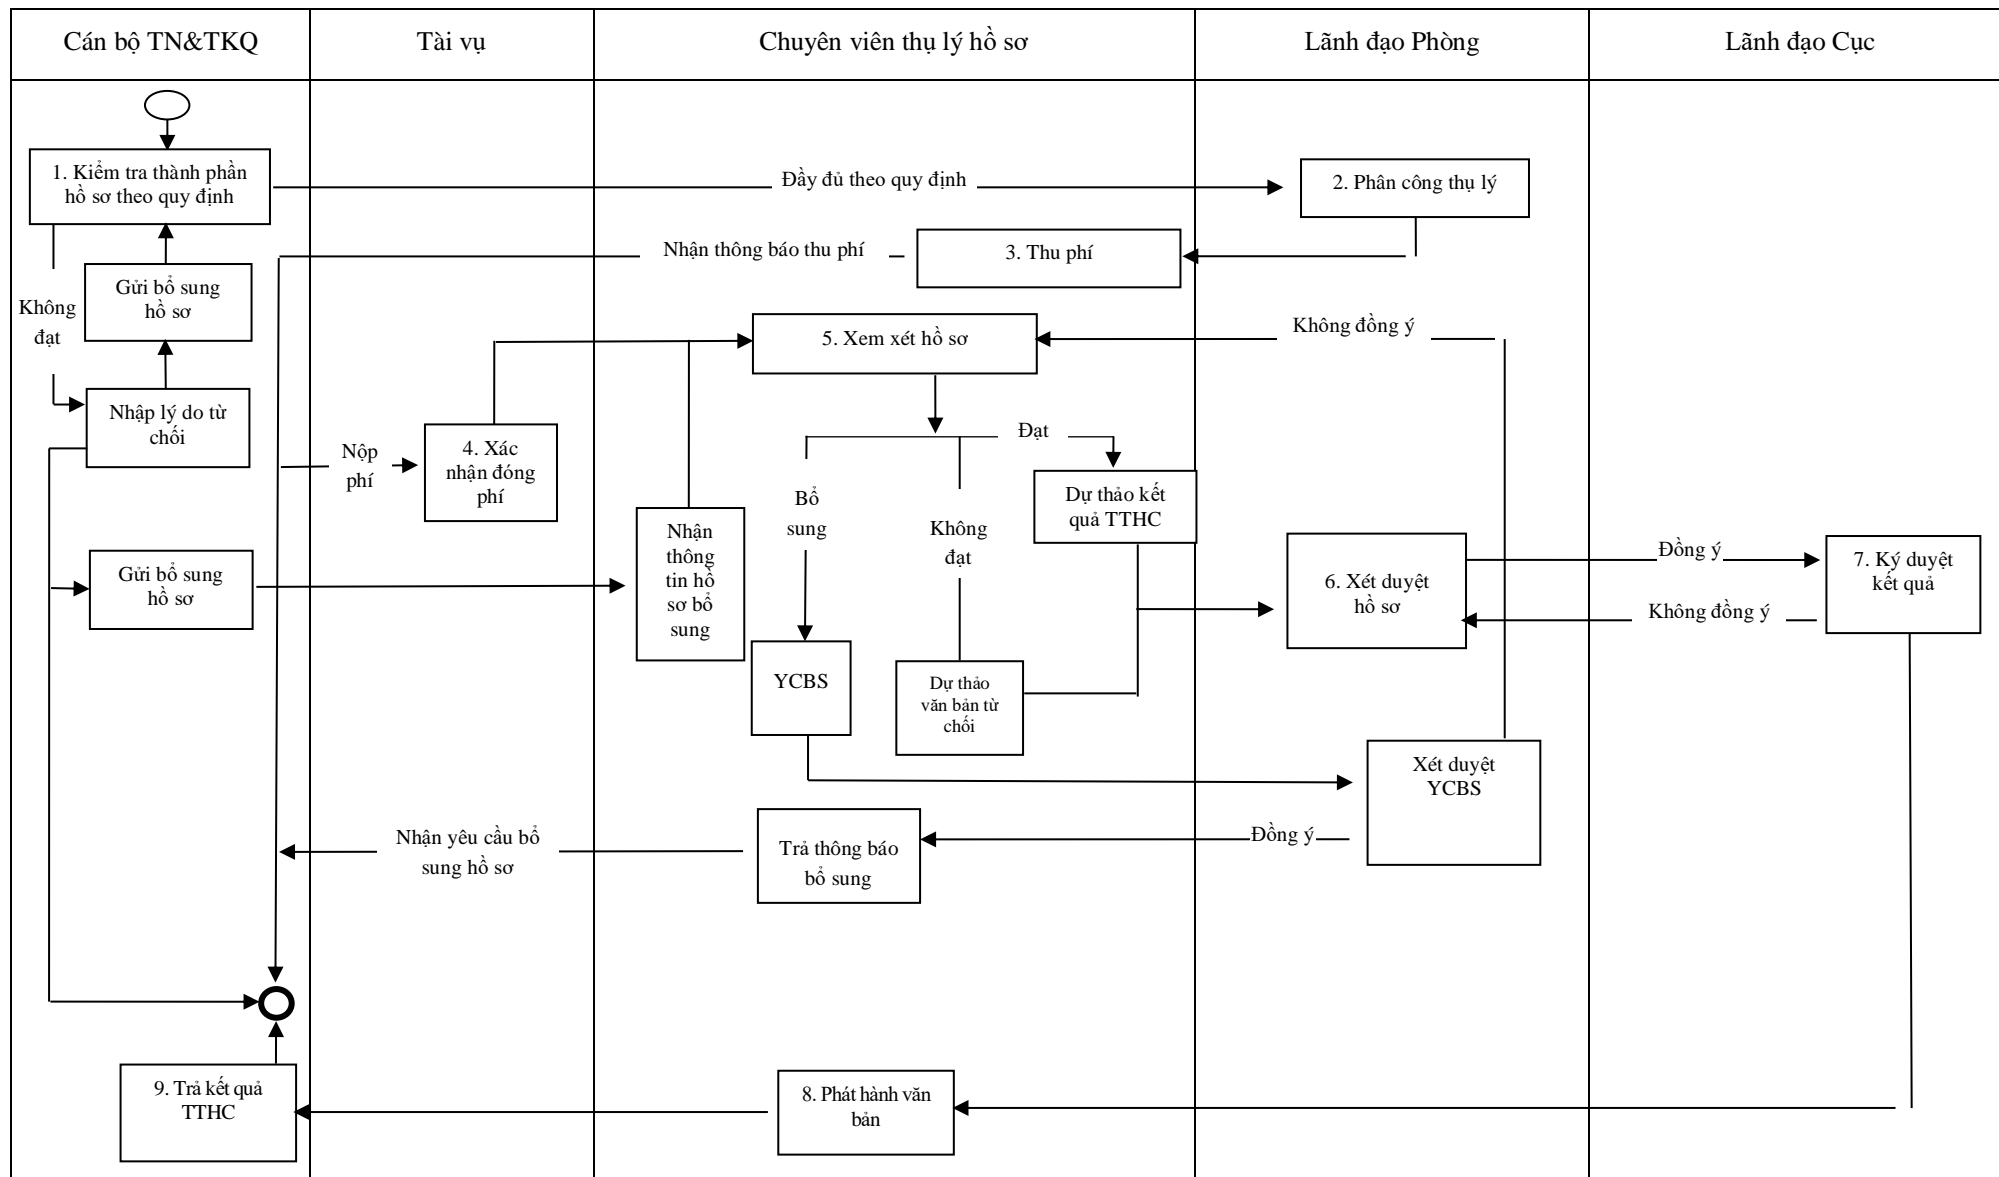 Cán bộ TN&TKQ
Tài vụ
Chuyên viên thụ lý hồ sơ
Lãnh đạo Phòng
Lãnh đạo Cục
1. Kiểm tra thành phần
hồ sơ theo quy định
Đầy đủ theo quy định
2. Phân công thụ lý
Nhận thông báo thu phí
3. Thu phí
Gửi bổ sung
hồ sơ
Không
đạt
5. Xem xét hồ sơ
Không đồng ý
Nhập lý do từ
chối
Nộp
phí
4. Xác
nhận đóng
phí
Đạt
Bổ
sung
Không
đạt
Dự thảo kết
quả TTHC
Nhận
thông
tin hồ
sơ bổ
sung
Gửi bổ sung
hồ sơ
6. Xét duyệt
hồ sơ
Đồng ý
Không đồng ý
7. Ký duyệt
kết quả
YCBS
Dự thảo
văn bản từ
chối
Xét duyệt
YCBS
Nhận yêu cầu bổ
sung hồ sơ
Trả thông báo
bổ sung
Đồng ý
9. Trả kết quả
TTHC
8. Phát hành văn
bản